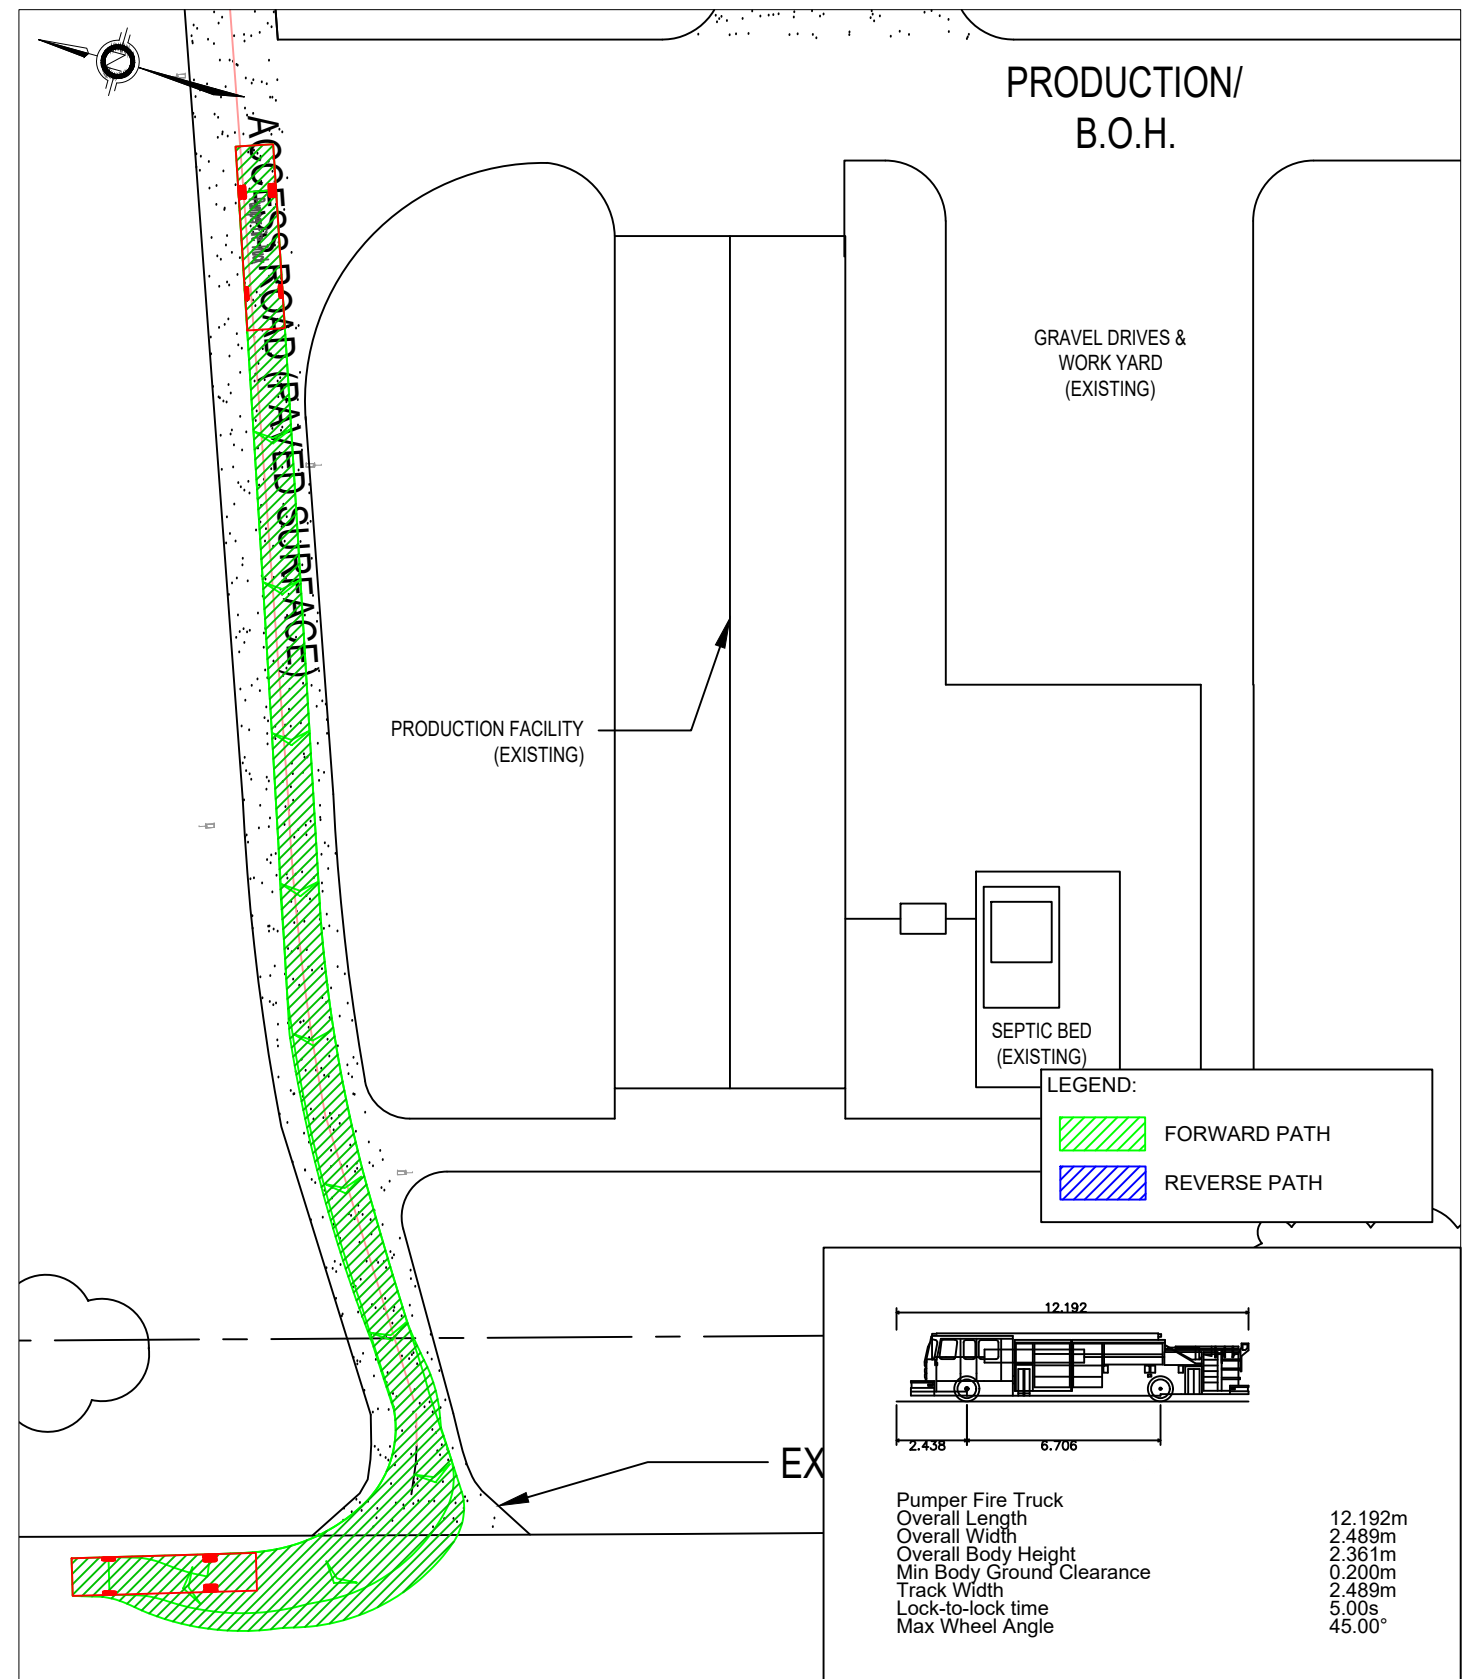 PRODUCTION/
B.O.H.
ACCESS ROAD (PAVED SURFACE)
GRAVEL DRIVES &
WORK YARD
(EXISTING)
PRODUCTION FACILITY
(EXISTING)
SEPTIC BED
(EXISTING)
LEGEND:
FORWARD PATH
REVERSE PATH
EX
12.192
2.438
6.706
Pumper Fire Truck
Overall Length 12.192m
Overall Width 2.489m
Overall Body Height 2.361m
Min Body Ground Clearance 0.200m
Track Width 2.489m
Lock-to-lock time 5.00s
Max Wheel Angle 45.00°